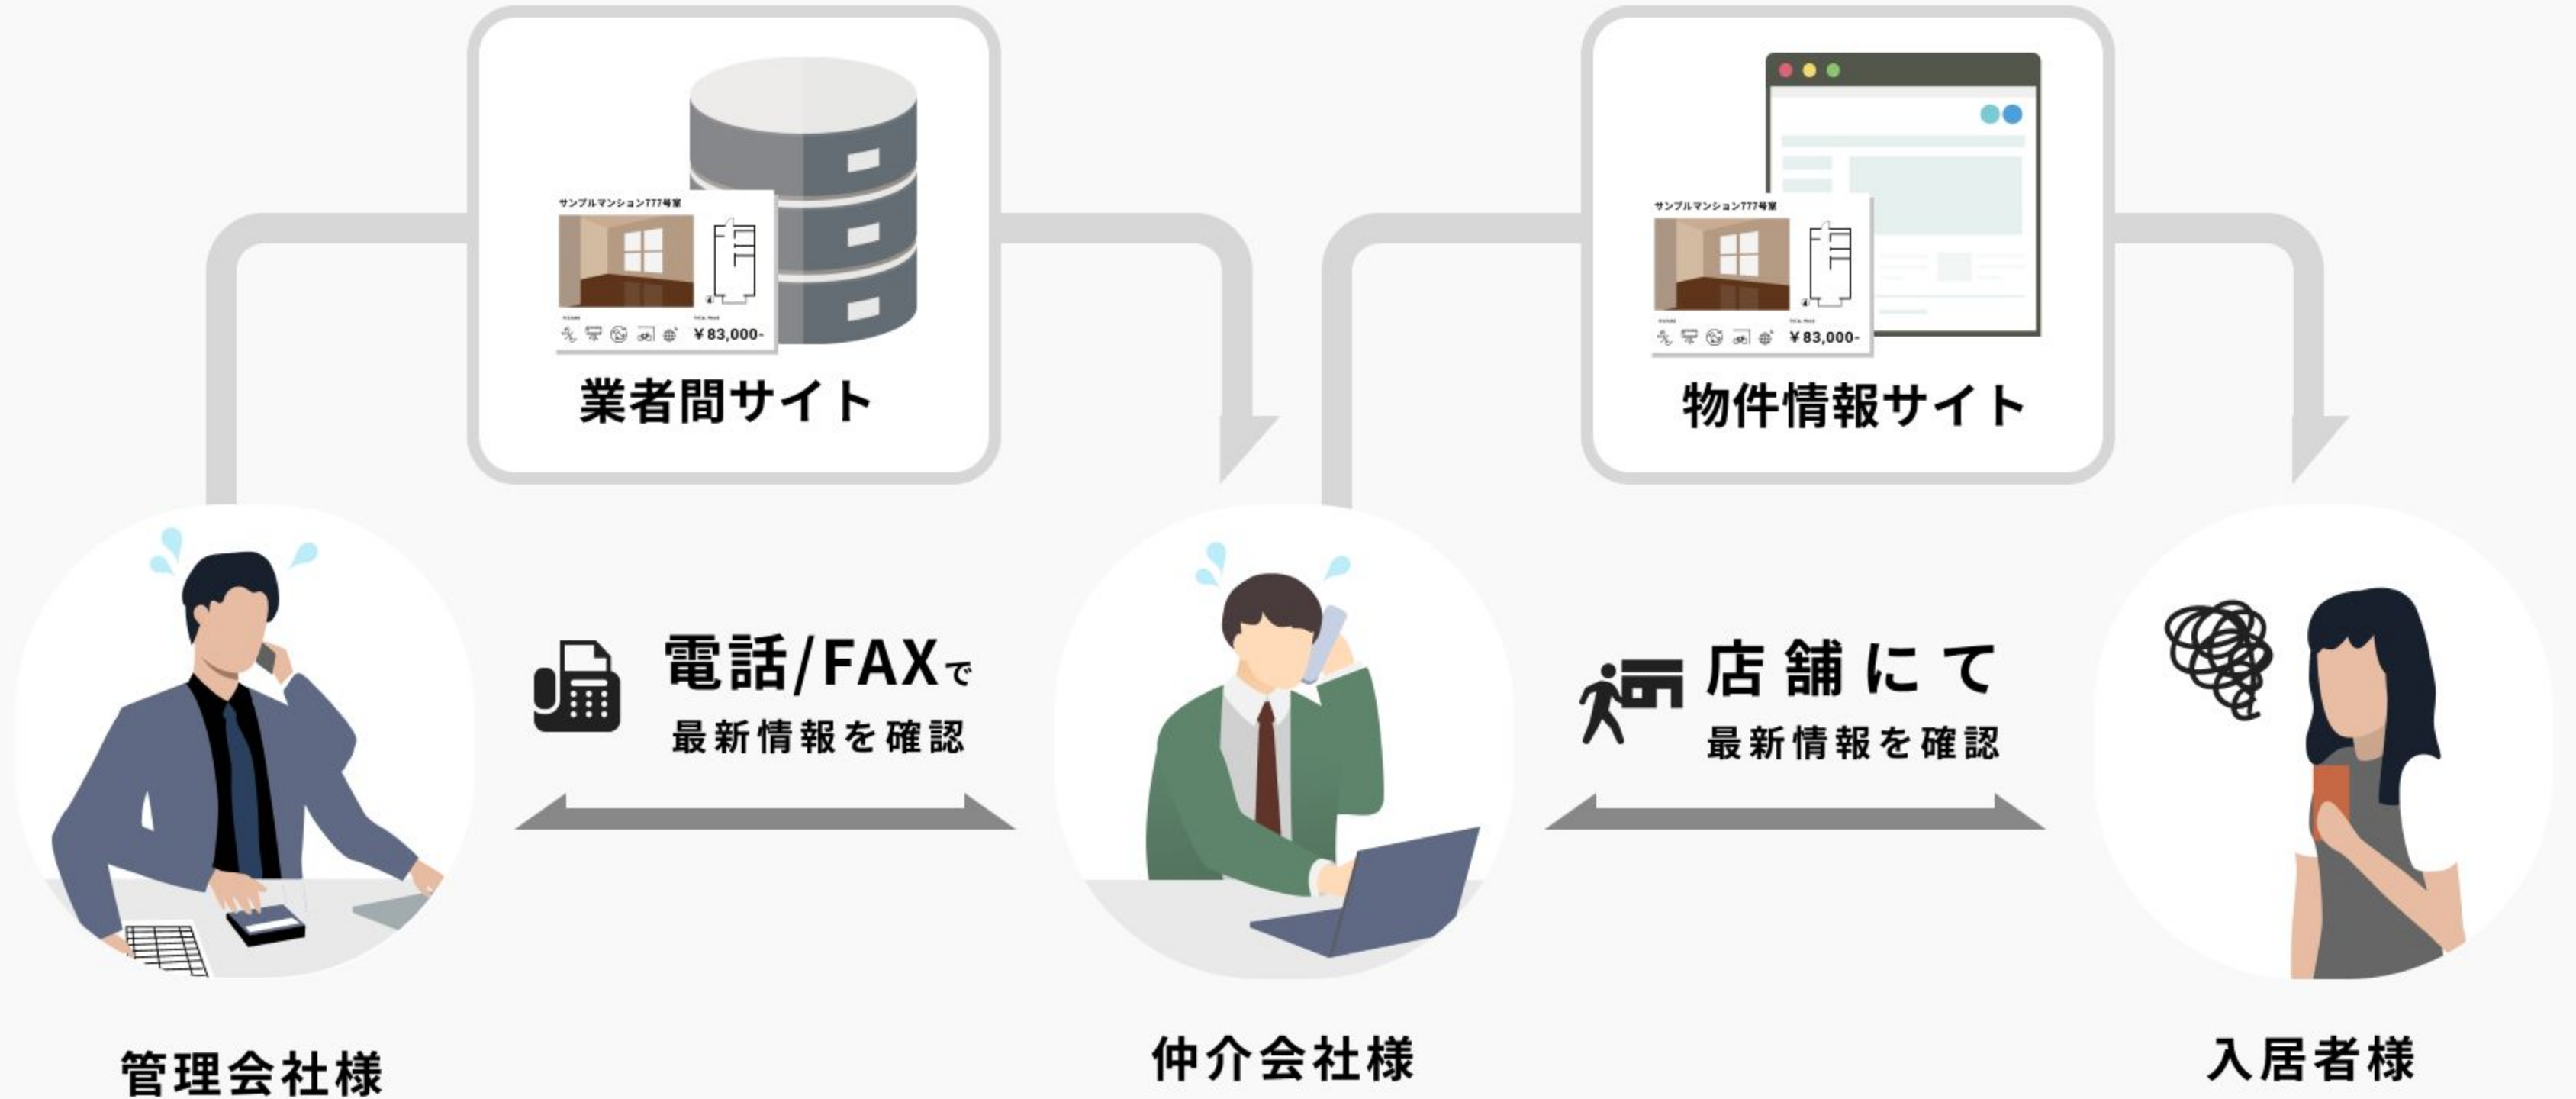 サンプルマンション777号室
¥83,000-
業者間サイト
サンプルマンション777号室
¥83,000-
物件情報サイト
電話/FAXで
最新情報を確認
店舗にて
最新情報を確認
管理会社様
仲介会社様
入居者様